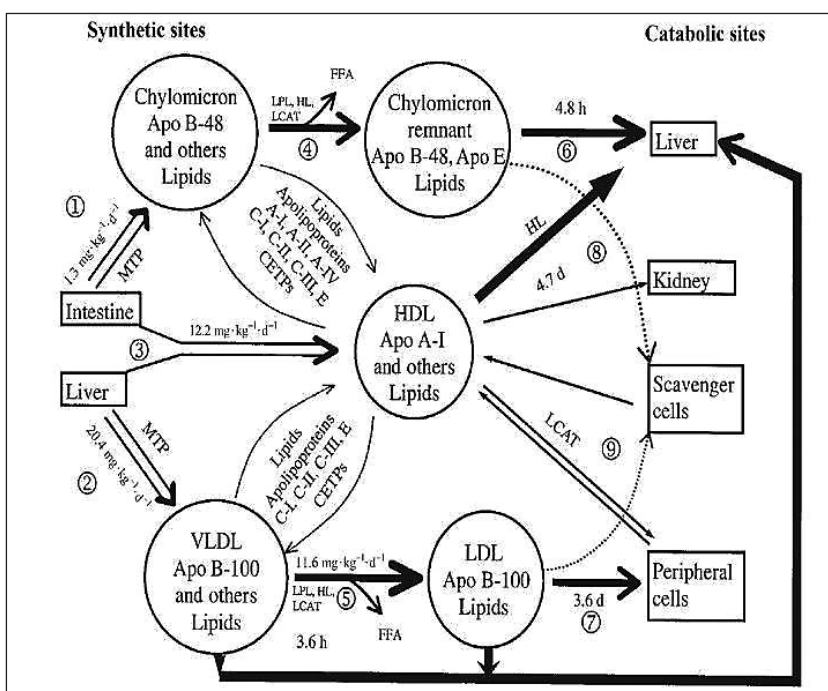 Synthetic sites
Catabolic sites
Chylomicron
Apo B-48
and others
Lipids
LPL, HL,
LCAT
FFA
④
Chylomicron
remnant
Apo B-48, Apo E
Lipids
4.8 h
⑥
Liver
①
1.3 mg·kg⁻¹·d⁻¹
MTP
Lipids
Apolipoproteins
A-I, A-II, A-IV
C-I, C-II, C-III, E
CETPs
HL
⑧
4.7 d
Kidney
Intestine
12.2 mg·kg⁻¹·d⁻¹
③
Liver
HDL
Apo A-I
and others
Lipids
Scavenger
cells
MTP
20.4 mg·kg⁻¹·d⁻¹
②
Lipids
Apolipoproteins
C-I, C-II, C-III, E
CETPs
LCAT
⑨
VLDL
Apo B-100
and others
Lipids
11.6 mg·kg⁻¹·d⁻¹
LPL, HL,
LCAT
⑤
FFA
3.6 h
LDL
Apo B-100
Lipids
3.6 d
⑦
Peripheral
cells